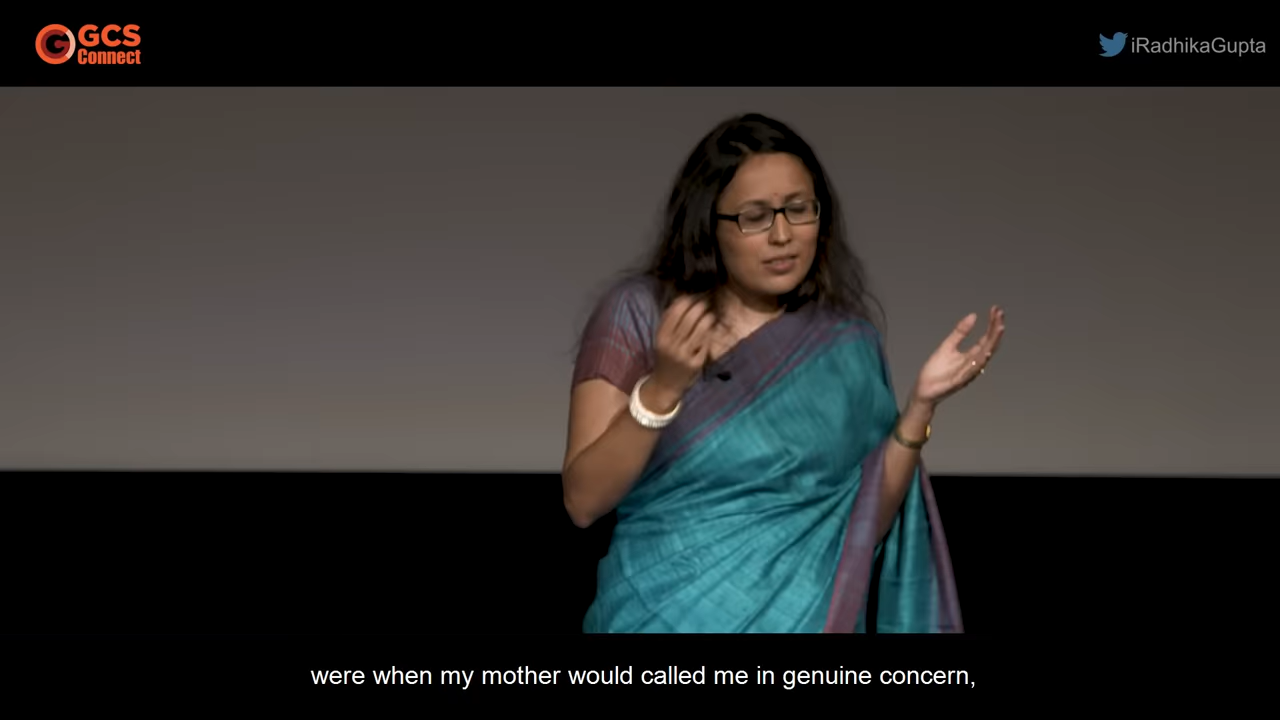 GCS
Connect
iRadhikaGupta
were when my mother would called me in genuine concern,